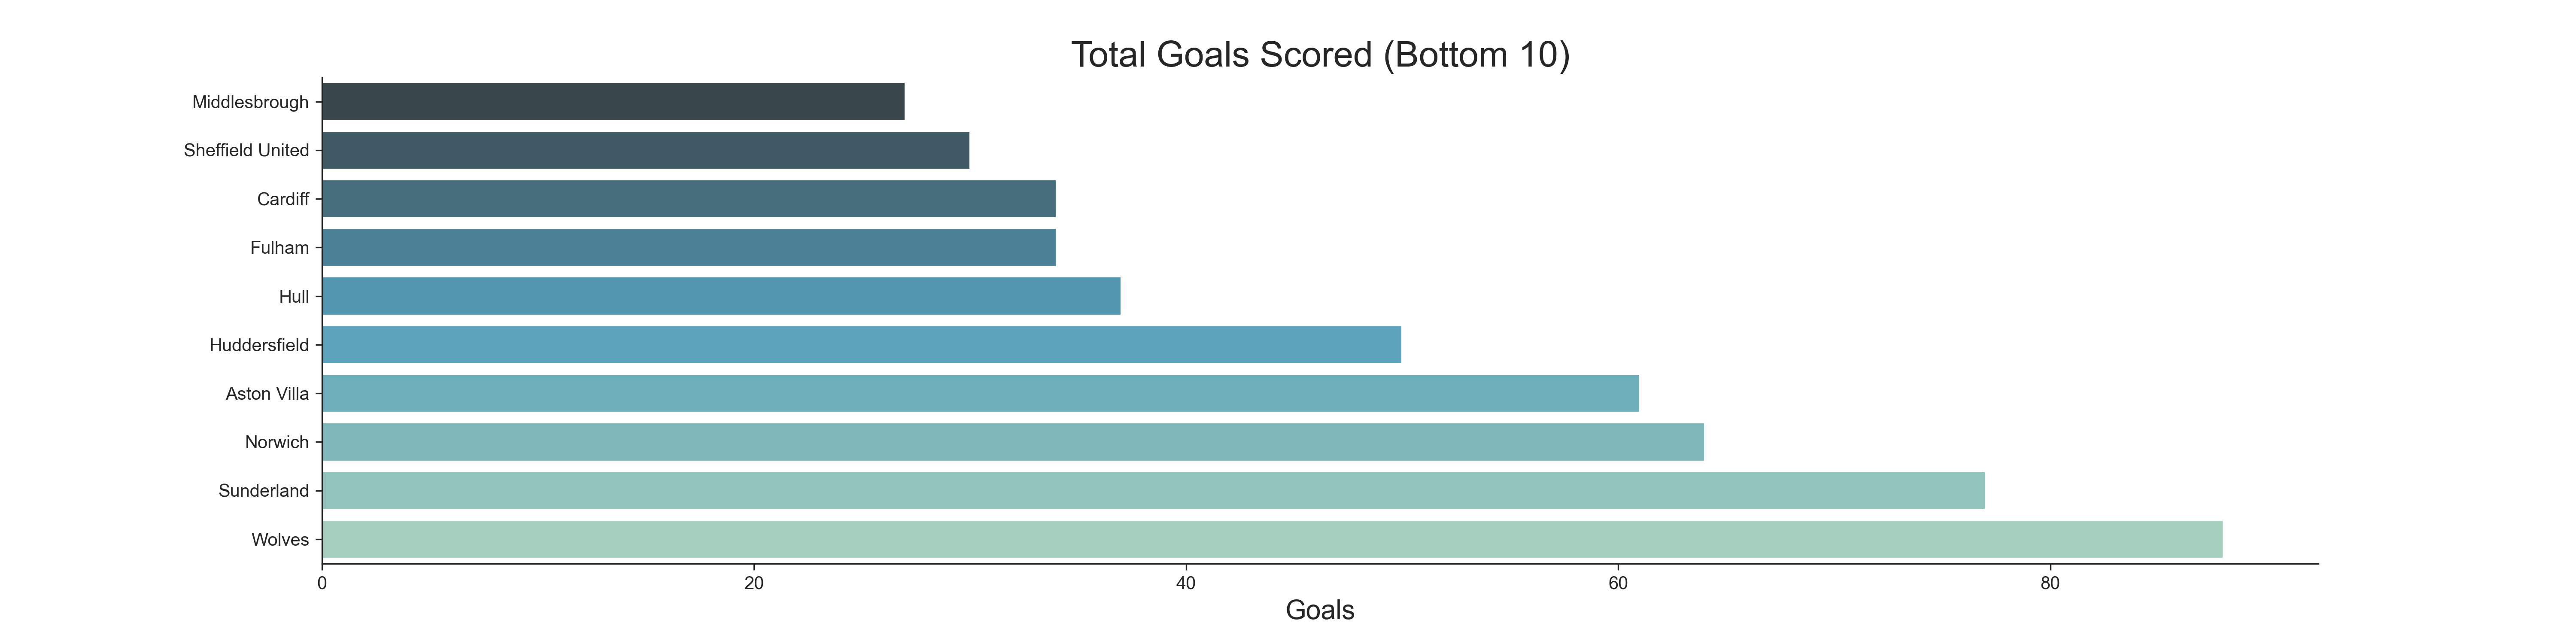 Total Goals Scored (Bottom 10)
Middlesbrough
Sheffield United
Cardiff
Fulham
Hull
Huddersfield
Aston Villa
Norwich
Sunderland
Wolves
0 20 40 60 80
Goals